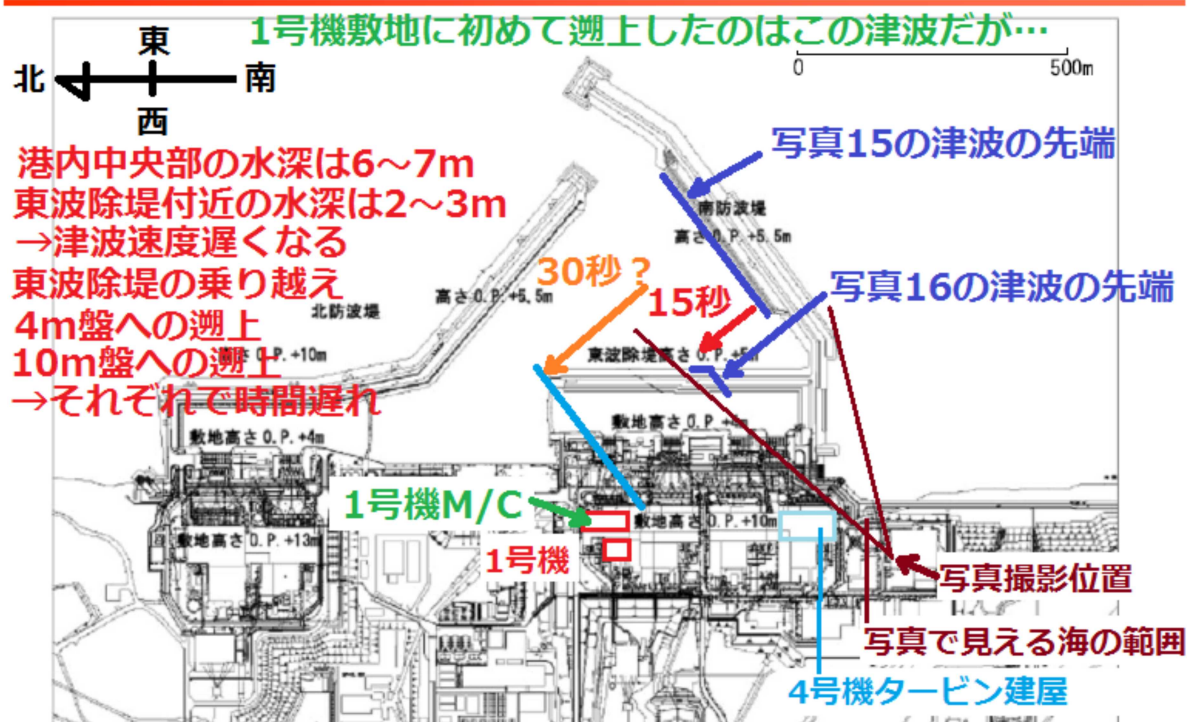 1号機敷地に初めて遡上したのはこの津波だが…
東
北
南
西
0
500m
港内中央部の水深は6～7m
東波除堤付近の水深は2～3m
→津波速度遅くなる
東波除堤の乗り越え
4m盤への遡上
10m盤への遡上
→それぞれで時間遅れ
写真15の津波の先端
南防波堤
高さO.P.+5.5m
30秒？
15秒
写真16の津波の先端
高さO.P.+5.5m
北防波堤
O.P.+10m
東波除堤高さO.P.+5m
敷地高さO.P.+4m
敷地高さO.P.+4m
1号機M/C
敷地高さO.P.+10m
敷地高さO.P.+13m
1号機
写真撮影位置
写真で見える海の範囲
4号機タービン建屋